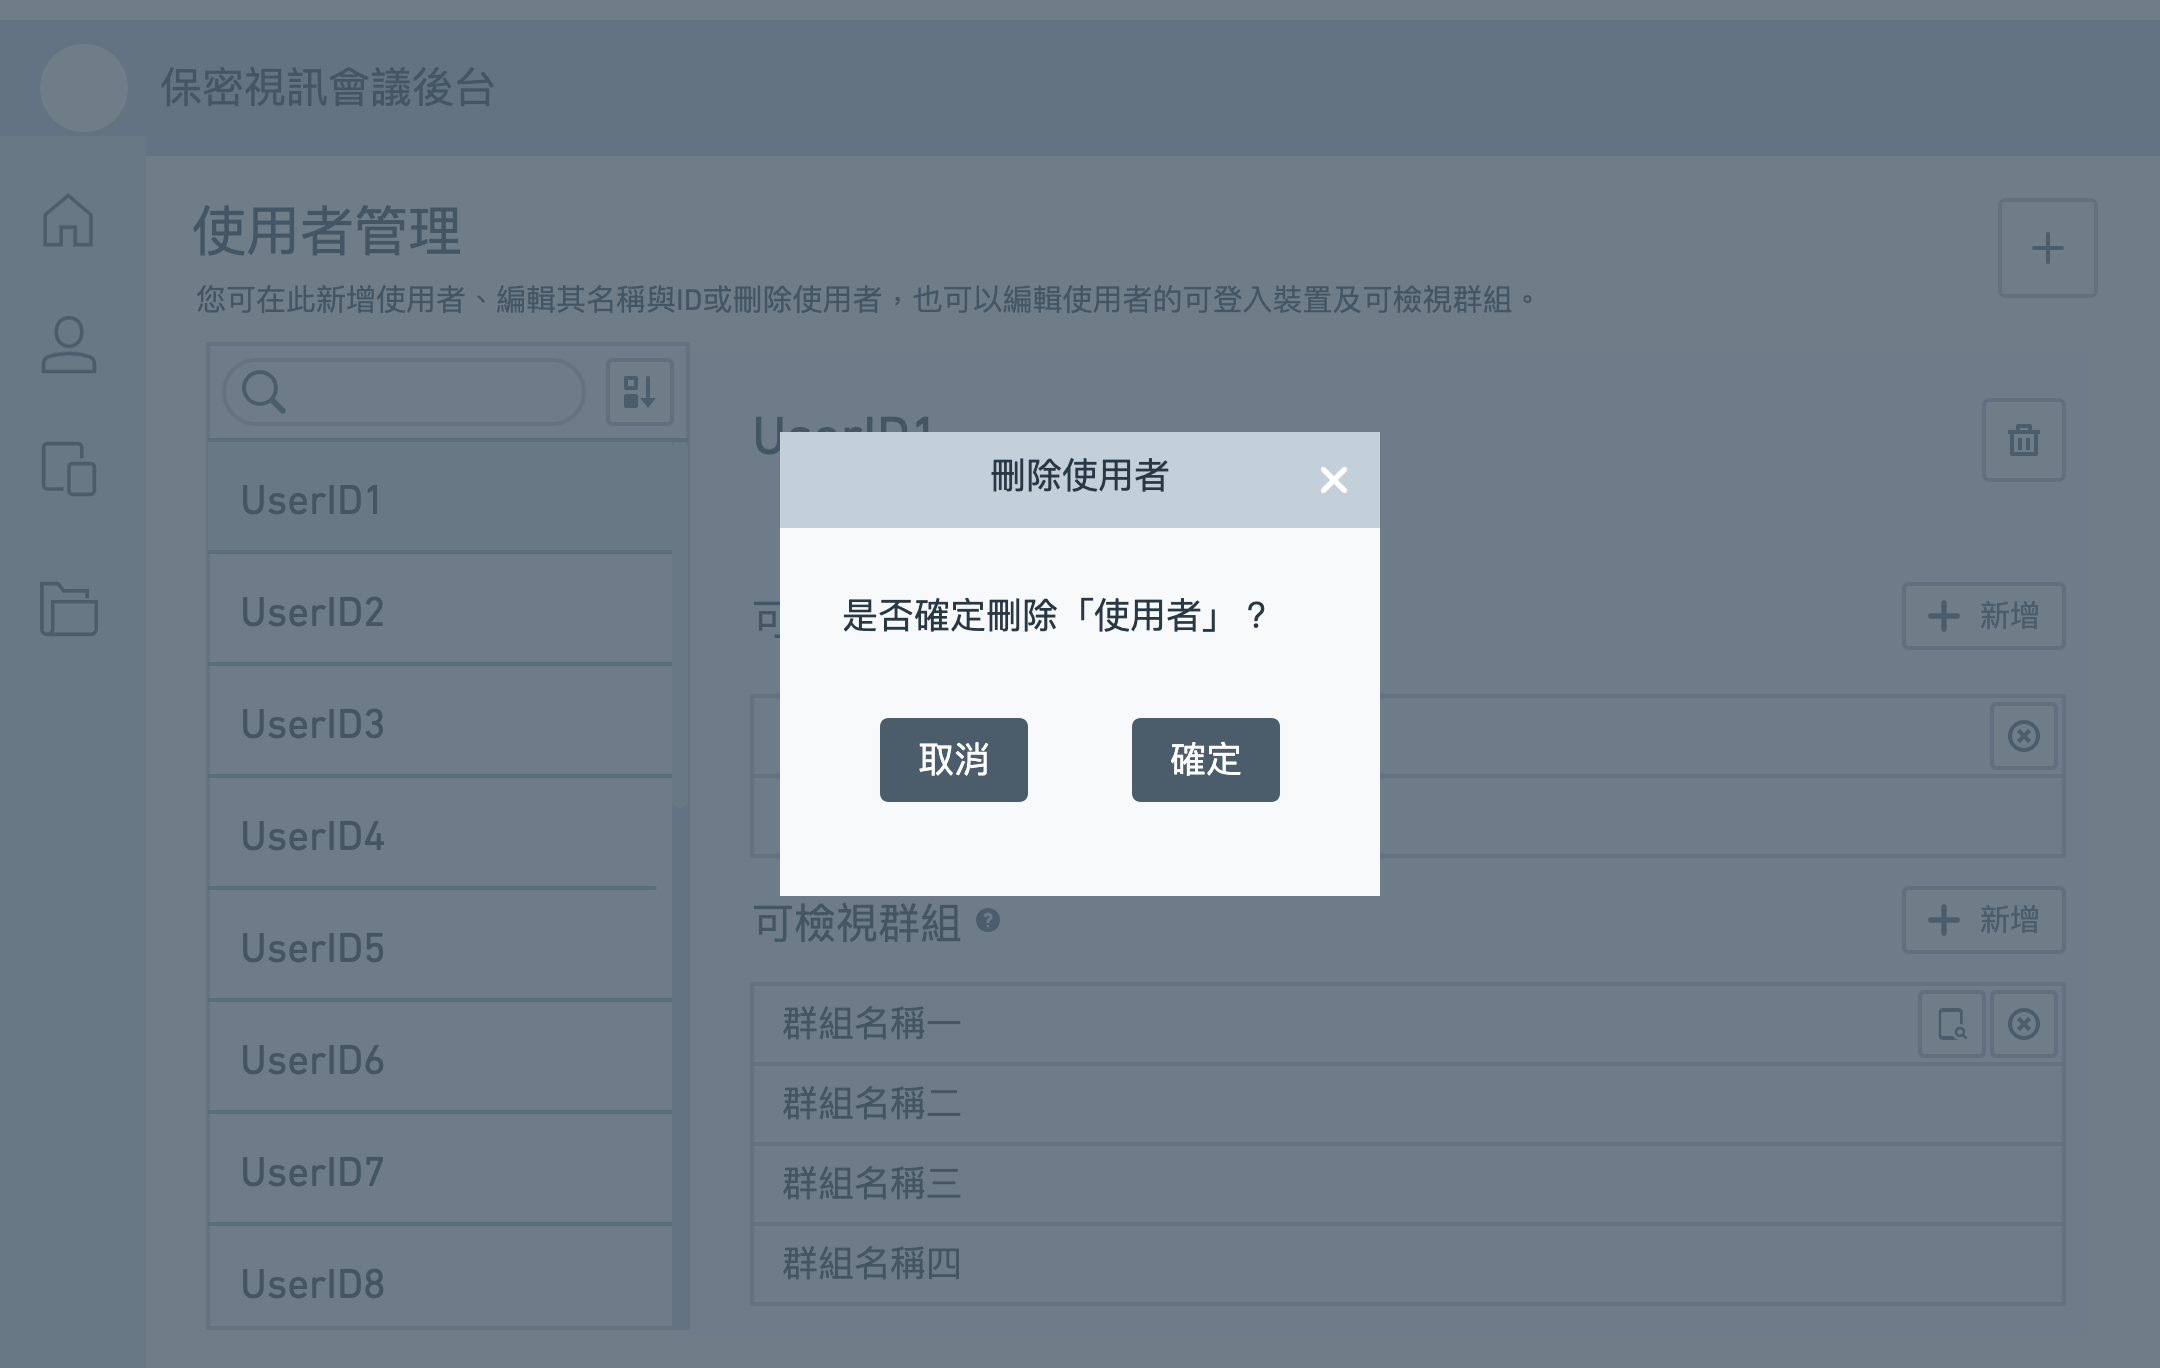 保密視訊會議後台
使用者管理
您可在此新增使用者、編輯其名稱與ID或刪除使用者，也可以編輯使用者的可登入裝置及可檢視群組。
UserID1
UserID2
UserID3
UserID4
UserID5
UserID6
UserID7
UserID8
UserID1
刪除使用者
是否確定刪除「使用者」？
取消
確定
可
新增
可檢視群組
新增
群組名稱一
群組名稱二
群組名稱三
群組名稱四